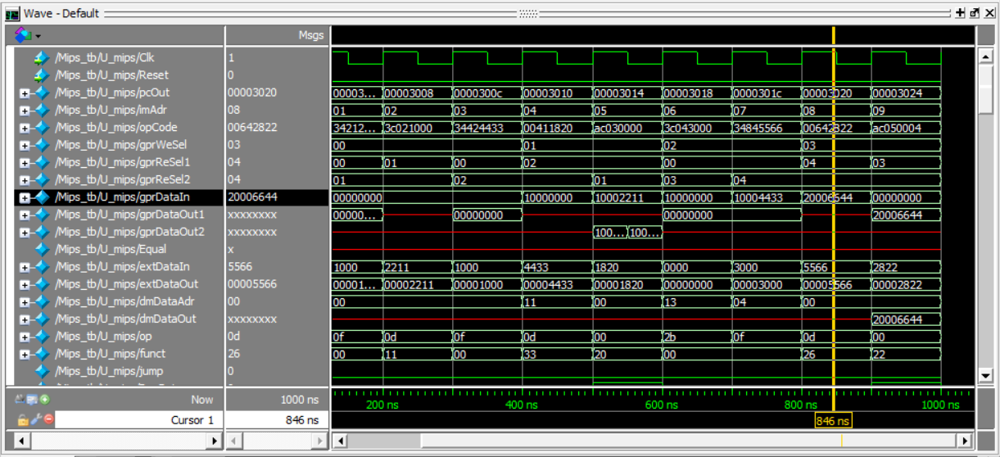 Wave - Default
Msgs
/Mips_tb/U_mips/Clk 1
/Mips_tb/U_mips/Reset 0
/Mips_tb/U_mips/pcOut 00003020 00003... 00003008 0000300c 00003010 00003014 00003018 0000301c 00003020 00003024
/Mips_tb/U_mips/imAdr 08 01 02 03 04 05 06 07 08 09
/Mips_tb/U_mips/opCode 00642822 34212... 3c021000 34424433 00411820 ac030000 3c043000 34845566 00642822 ac050004
/Mips_tb/U_mips/gprWeSel 03 00 01 02 03
/Mips_tb/U_mips/gprReSel1 04 00 01 00 02 00 04 03
/Mips_tb/U_mips/gprReSel2 04 01 02 01 03 04
/Mips_tb/U_mips/gprDataIn 20006644 00000000 10000000 10002211 10000000 10004433 20006644 00000000
/Mips_tb/U_mips/gprDataOut1 xxxxxxxx 00000... 00000000 00000000 20006644
/Mips_tb/U_mips/gprDataOut2 xxxxxxxx 100... 100...
/Mips_tb/U_mips/Equal x
/Mips_tb/U_mips/extDataIn 5566 1000 2211 1000 4433 1820 0000 3000 5566 2822
/Mips_tb/U_mips/extDataOut 00005566 00001... 00002211 00001000 00004433 00001820 00000000 00003000 00005566 00002822
/Mips_tb/U_mips/dmDataAdr 00 00 11 00 13 04 00
/Mips_tb/U_mips/dmDataOut xxxxxxxx 20006644
/Mips_tb/U_mips/op 0d 0f 0d 0f 0d 00 2b 0f 0d 00
/Mips_tb/U_mips/funct 26 00 11 00 33 20 00 26 22
/Mips_tb/U_mips/jump 0
Now 1000 ns 200 ns 400 ns 600 ns 800 ns 1000 ns
Cursor 1 846 ns 846 ns